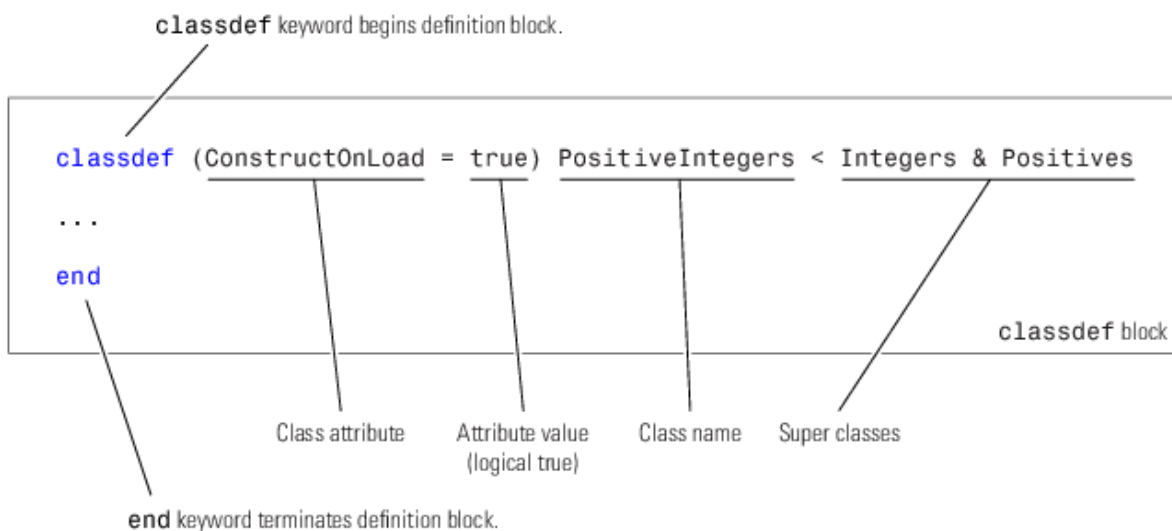 classdef keyword begins definition block.
classdef (ConstructOnLoad = true) PositiveIntegers < Integers & Positives
...
end
classdef block
Class attribute
Attribute value
(logical true)
Class name
Super classes
end keyword terminates definition block.